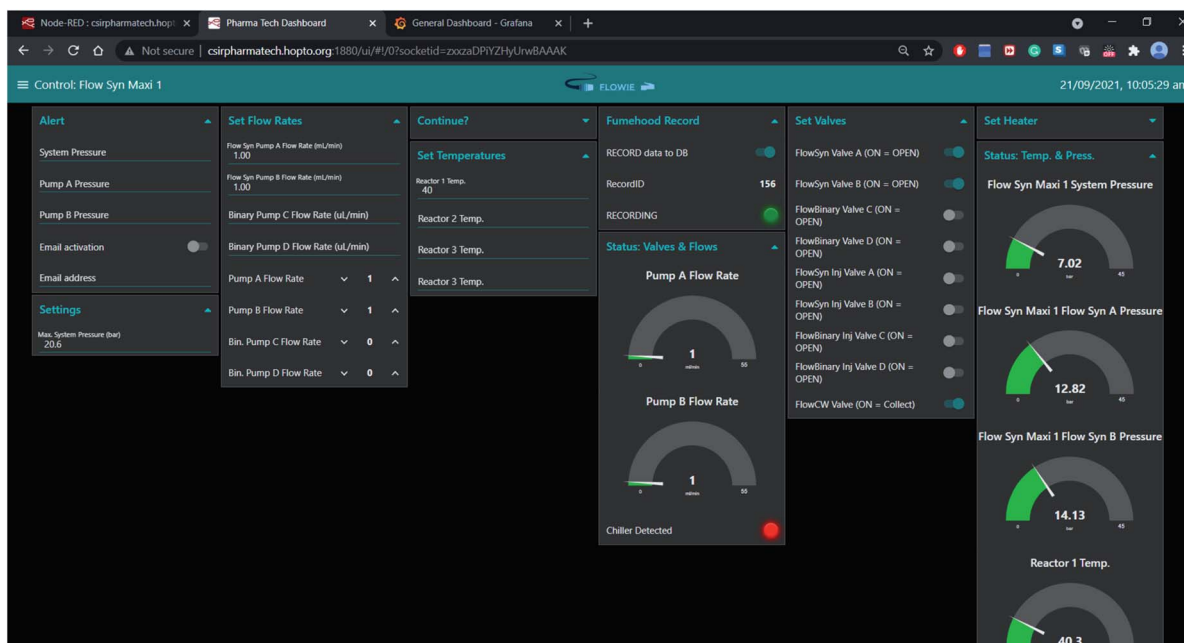 Node-RED : csirpharmatech.hopt
Pharma Tech Dashboard
General Dashboard - Grafana
Not secure | csirpharmatech.hopto.org:1880/ui/#!/0?socketid=zxxzaDPiYZHyUrwBAAAK
Control: Flow Syn Maxi 1
FLOWIE
21/09/2021, 10:05:29 am
Alert
System Pressure
Pump A Pressure
Pump B Pressure
Email activation
Email address
Settings
Max. System Pressure (bar)
20.6
Set Flow Rates
Flow Syn Pump A Flow Rate (mL/min)
1.00
Flow Syn Pump B Flow Rate (mL/min)
1.00
Binary Pump C Flow Rate (uL/min)
Binary Pump D Flow Rate (uL/min)
Pump A Flow Rate 1
Pump B Flow Rate 1
Bin. Pump C Flow Rate 0
Bin. Pump D Flow Rate 0
Continue?
Set Temperatures
Reactor 1 Temp.
40
Reactor 2 Temp.
Reactor 3 Temp.
Reactor 3 Temp.
Fumehood Record
RECORD data to DB
RecordID 156
RECORDING
Status: Valves & Flows
Pump A Flow Rate
1
0 ml/min 55
Pump B Flow Rate
1
0 ml/min 55
Chiller Detected
Set Valves
FlowSyn Valve A (ON = OPEN)
FlowSyn Valve B (ON = OPEN)
FlowBinary Valve C (ON =
OPEN)
FlowBinary Valve D (ON =
OPEN)
FlowSyn Inj Valve A (ON =
OPEN)
FlowSyn Inj Valve B (ON =
OPEN)
FlowBinary Inj Valve C (ON =
OPEN)
FlowBinary Inj Valve D (ON =
OPEN)
FlowCW Valve (ON = Collect)
Set Heater
Status: Temp. & Press.
Flow Syn Maxi 1 System Pressure
7.02
0 bar 45
Flow Syn Maxi 1 Flow Syn A Pressure
12.82
0 bar 45
Flow Syn Maxi 1 Flow Syn B Pressure
14.13
0 bar 45
Reactor 1 Temp.
40.3